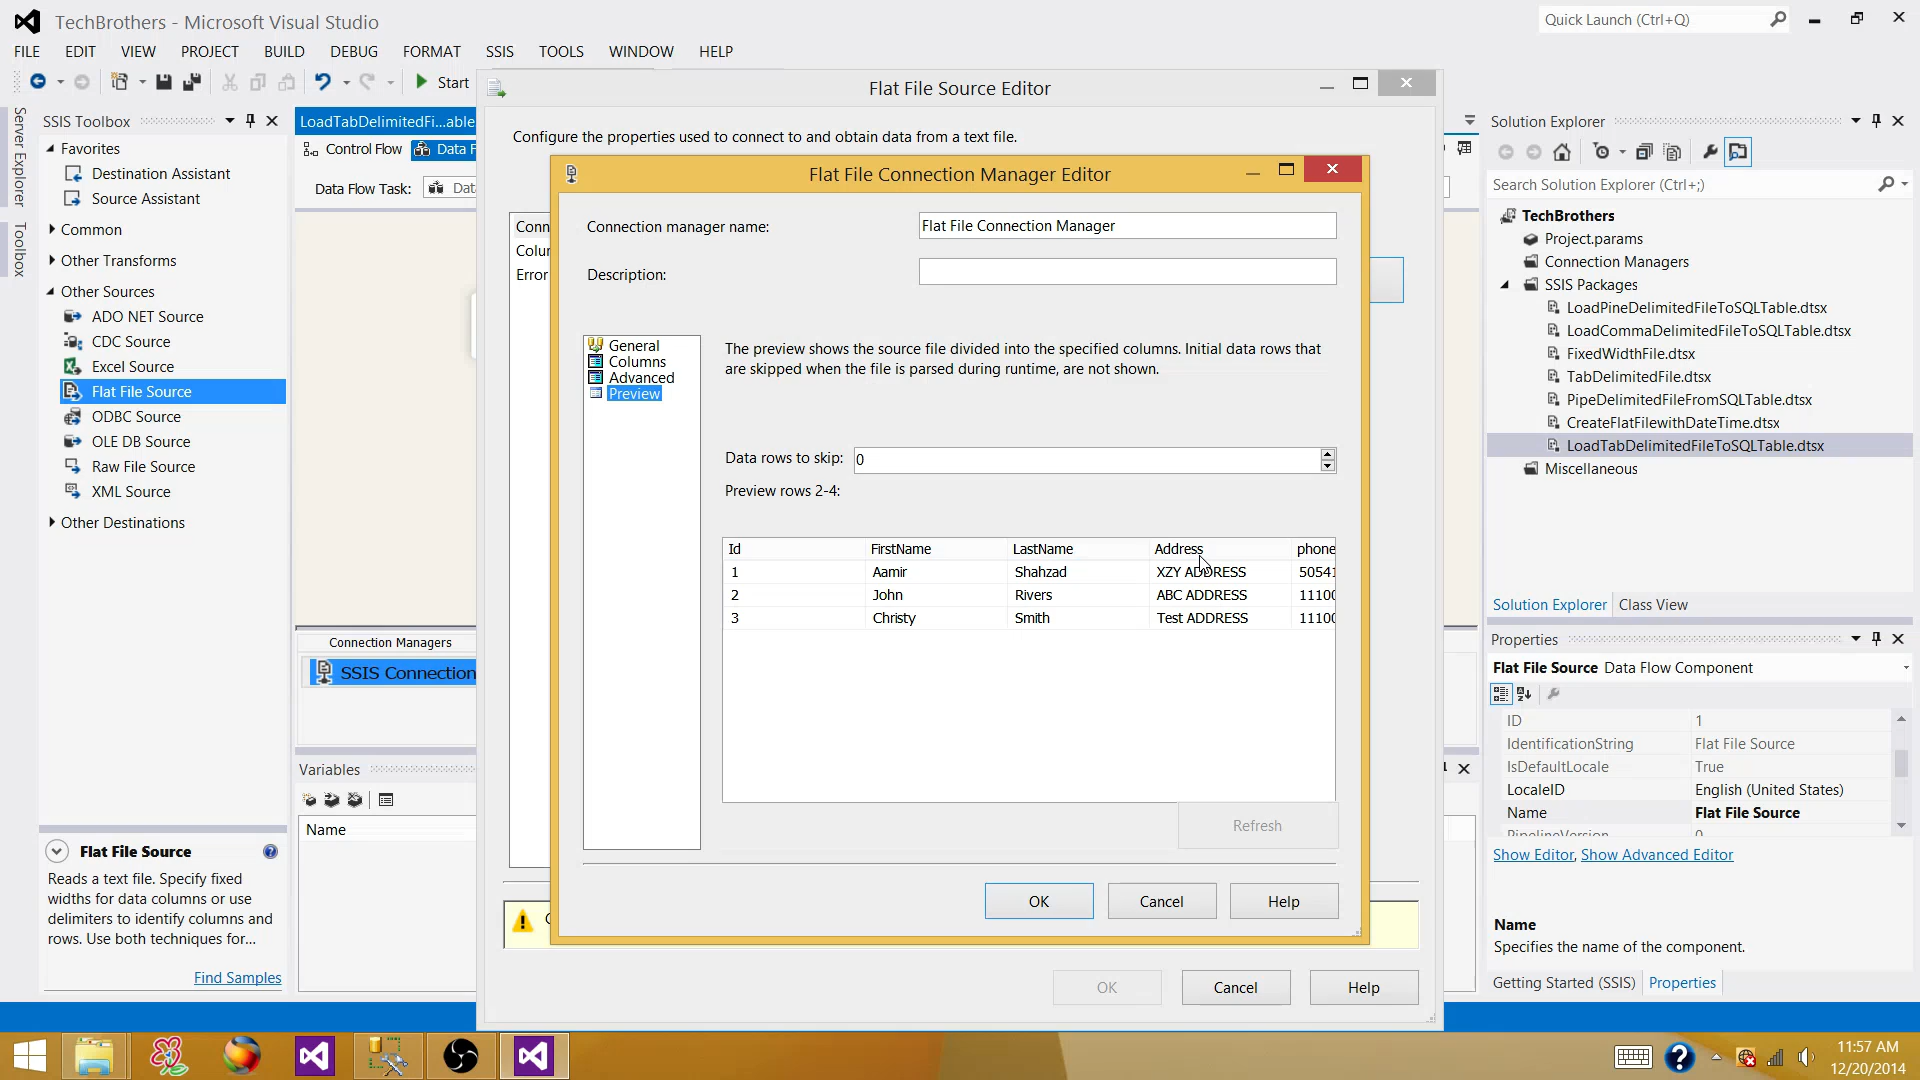 TechBrothers - Microsoft Visual Studio
Quick Launch (Ctrl+Q)
FILE EDIT VIEW PROJECT BUILD DEBUG FORMAT SSIS TOOLS WINDOW HELP
Start
Server Explorer
Toolbox
SSIS Toolbox
Favorites
Destination Assistant
Source Assistant
Common
Other Transforms
Other Sources
ADO NET Source
CDC Source
Excel Source
Flat File Source
ODBC Source
OLE DB Source
Raw File Source
XML Source
Other Destinations
Flat File Source
Reads a text file. Specify fixed
widths for data columns or use
delimiters to identify columns and
rows. Use both techniques for...
Find Samples
LoadTabDelimitedFi...able
Control Flow
Data F
Data Flow Task:
Dat
Connection Managers
SSIS Connection
Variables
Name
Flat File Source Editor
Configure the properties used to connect to and obtain data from a text file.
Conn
Colun
Error
Flat File Connection Manager Editor
Connection manager name:
Flat File Connection Manager
Description:
General
Columns
Advanced
Preview
The preview shows the source file divided into the specified columns. Initial data rows that
are skipped when the file is parsed during runtime, are not shown.
Data rows to skip:
0
Preview rows 2-4:
Id FirstName LastName Address phone
1 Aamir Shahzad XZY ADDRESS 50541
2 John Rivers ABC ADDRESS 11100
3 Christy Smith Test ADDRESS 11100
Refresh
OK Cancel Help
OK Cancel Help
Solution Explorer
Search Solution Explorer (Ctrl+;)
TechBrothers
Project.params
Connection Managers
SSIS Packages
LoadPineDelimitedFileToSQLTable.dtsx
LoadCommaDelimitedFileToSQLTable.dtsx
FixedWidthFile.dtsx
TabDelimitedFile.dtsx
PipeDelimitedFileFromSQLTable.dtsx
CreateFlatFilewithDateTime.dtsx
LoadTabDelimitedFileToSQLTable.dtsx
Miscellaneous
Solution Explorer Class View
Properties
Flat File Source Data Flow Component
ID 1
IdentificationString Flat File Source
IsDefaultLocale True
LocaleID English (United States)
Name Flat File Source
PipelineVersion 0
Show Editor, Show Advanced Editor
Name
Specifies the name of the component.
Getting Started (SSIS) Properties
11:57 AM
12/20/2014